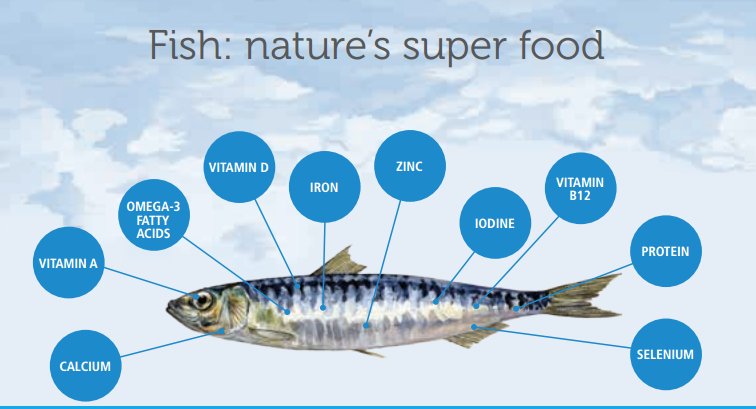 Fish: nature's super food
VITAMIN D
IRON
ZINC
VITAMIN
B12
OMEGA-3
FATTY
ACIDS
IODINE
VITAMIN A
PROTEIN
CALCIUM
SELENIUM